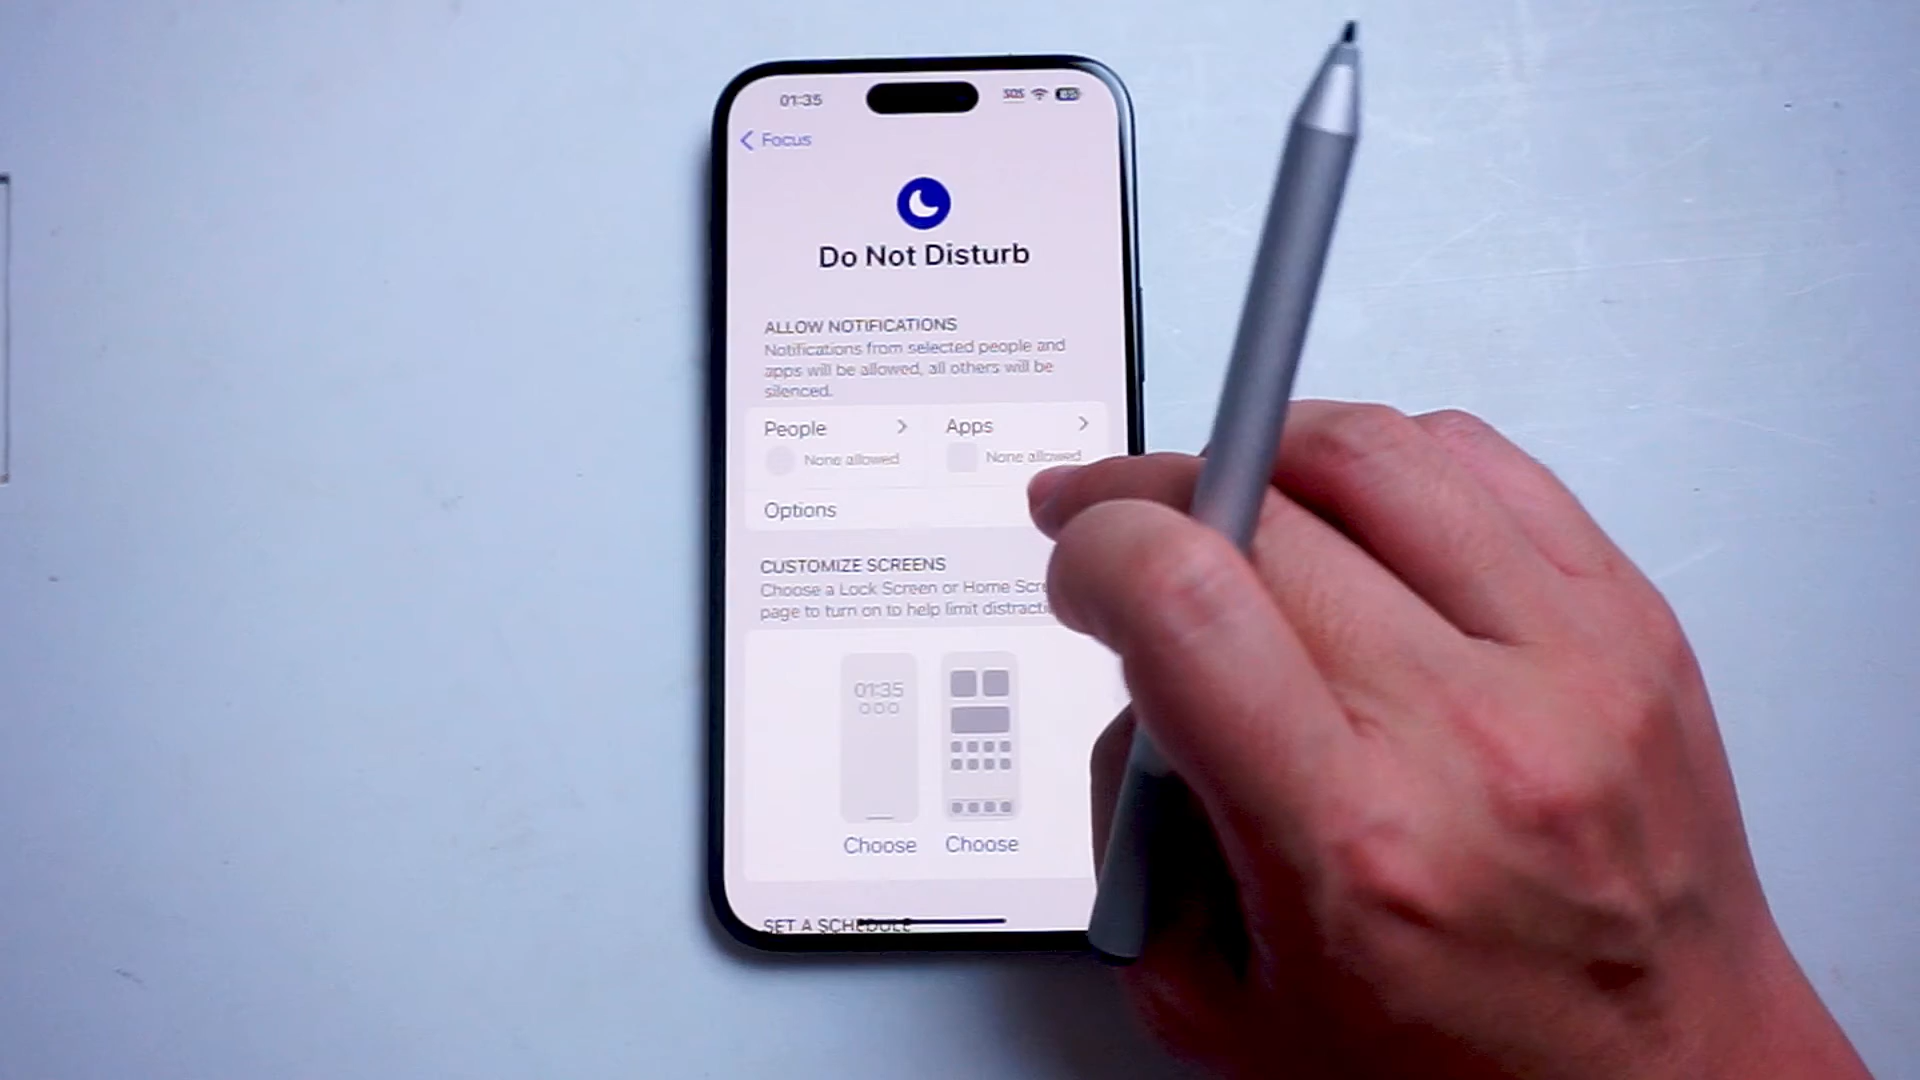 01:35
SOS
Focus
Do Not Disturb
ALLOW NOTIFICATIONS
Notifications from selected people and
apps will be allowed, all others will be
silenced.
People
Apps
None allowed
None allowed
Options
CUSTOMIZE SCREENS
Choose a Lock Screen or Home Scre
page to turn on to help limit distracti
01:35
Choose
Choose
SET A SCHEDULE